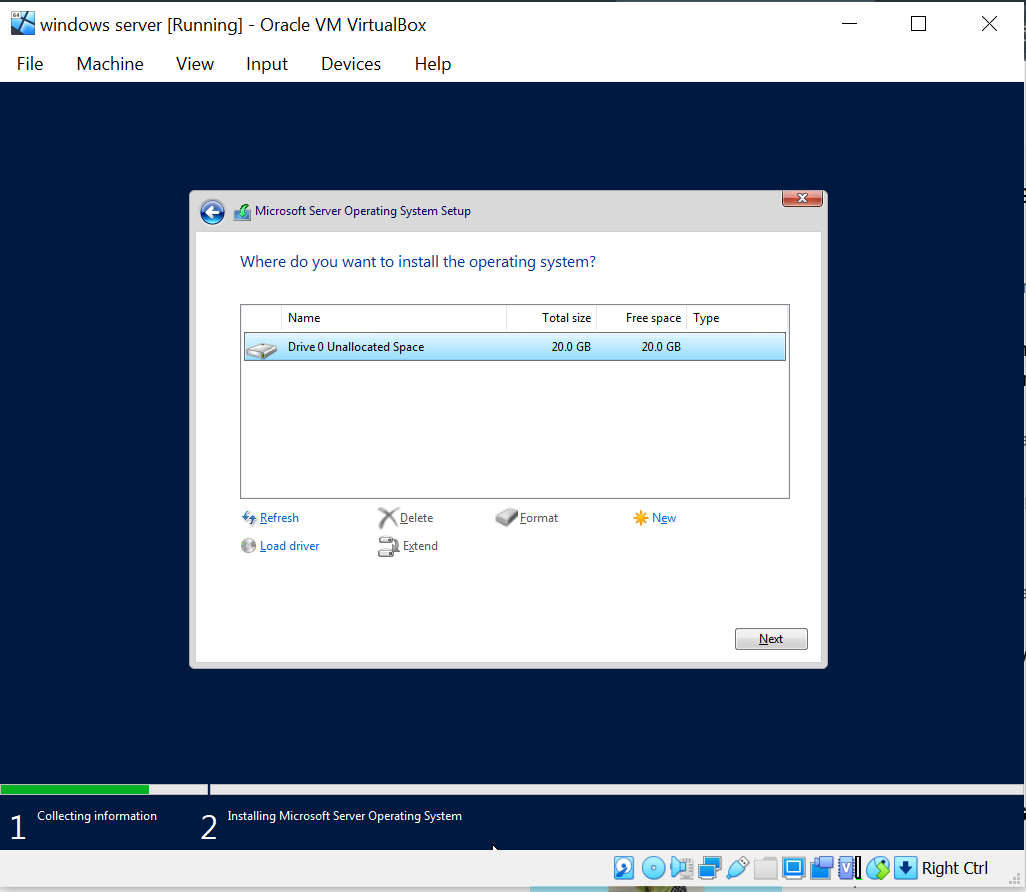 windows server [Running] - Oracle VM VirtualBox
File Machine View Input Devices Help
Microsoft Server Operating System Setup
Where do you want to install the operating system?
Name Total size Free space Type
Drive 0 Unallocated Space 20.0 GB 20.0 GB
Refresh Delete Format New
Load driver Extend
Next
1 Collecting information 2 Installing Microsoft Server Operating System
Right Ctrl